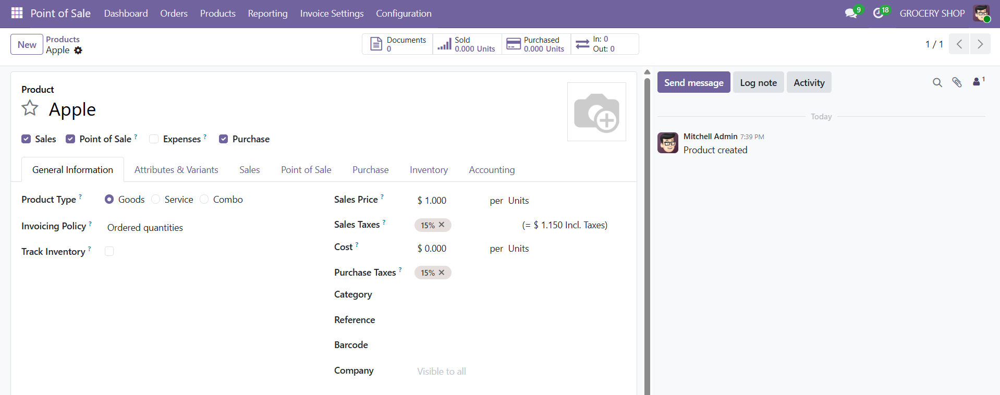 Point of Sale Dashboard Orders Products Reporting Invoice Settings Configuration 9 18 GROCERY SHOP
New
Products
Apple
Documents
0
Sold
0.000 Units
Purchased
0.000 Units
In: 0
Out: 0
1 / 1
Product
Apple
Sales Point of Sale ? Expenses ? Purchase
General Information Attributes & Variants Sales Point of Sale Purchase Inventory Accounting
Product Type ? Goods Service Combo
Invoicing Policy ? Ordered quantities
Track Inventory ?
Sales Price ? $ 1.000 per Units
Sales Taxes ? 15% (= $ 1.150 Incl. Taxes)
Cost ? $ 0.000 per Units
Purchase Taxes ? 15%
Category
Reference
Barcode
Company Visible to all
Send message Log note Activity 1
Today
Mitchell Admin 7:39 PM
Product created